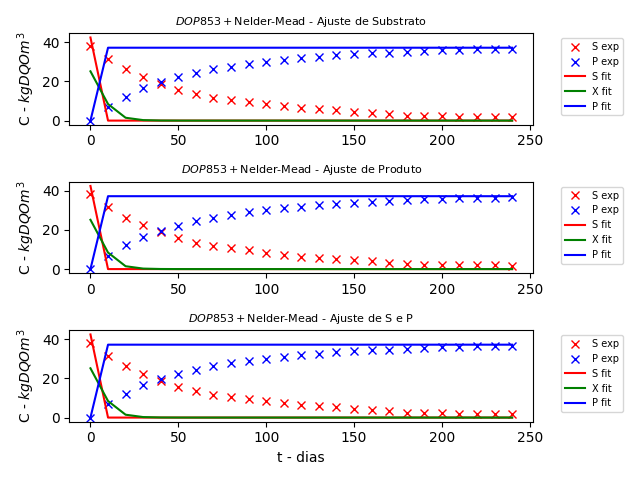 DOP853 + Nelder-Mead - Ajuste de Substrato
C - kgDQOm³
40
20
0
0 50 100 150 200 250
S exp
P exp
S fit
X fit
P fit
DOP853 + Nelder-Mead - Ajuste de Produto
C - kgDQOm³
40
20
0
0 50 100 150 200 250
S exp
P exp
S fit
X fit
P fit
DOP853 + Nelder-Mead - Ajuste de S e P
C - kgDQOm³
40
20
0
0 50 100 150 200 250
t - dias
S exp
P exp
S fit
X fit
P fit